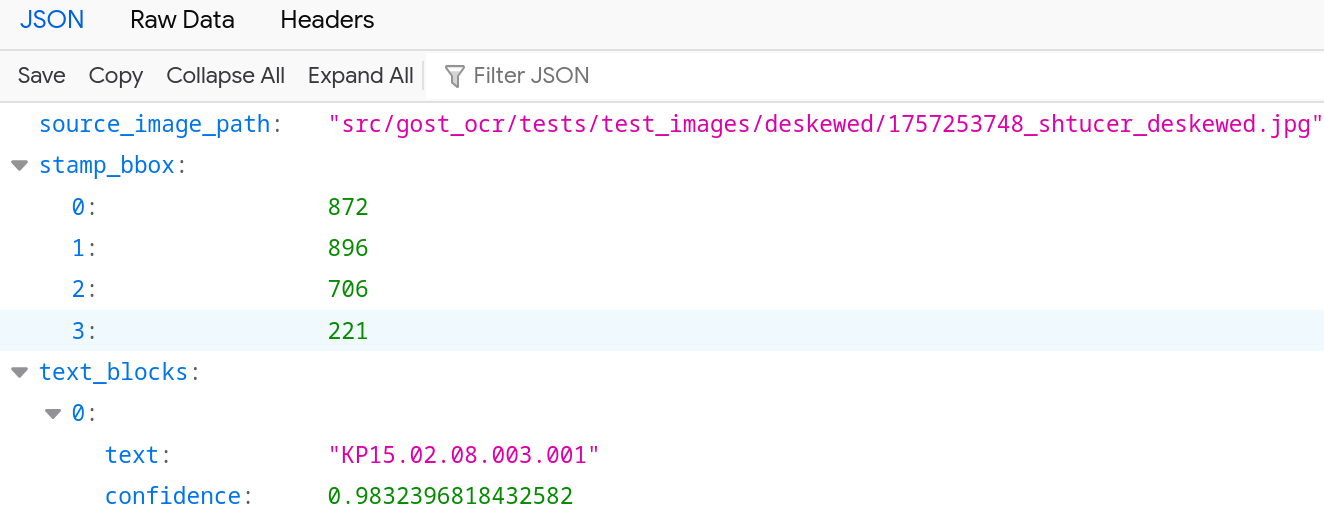 JSON Raw Data Headers
Save Copy Collapse All Expand All Filter JSON
source_image_path: "src/gost_ocr/tests/test_images/deskewed/1757253748_shtucer_deskewed.jpg"
stamp_bbox:
0: 872
1: 896
2: 706
3: 221
text_blocks:
0:
text: "KP15.02.08.003.001"
confidence: 0.9832396818432582